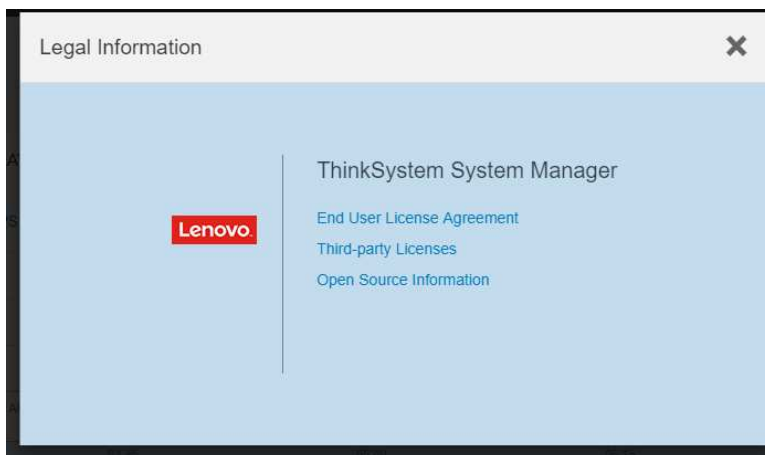 Legal Information
ThinkSystem System Manager
Lenovo.
End User License Agreement
Third-party Licenses
Open Source Information